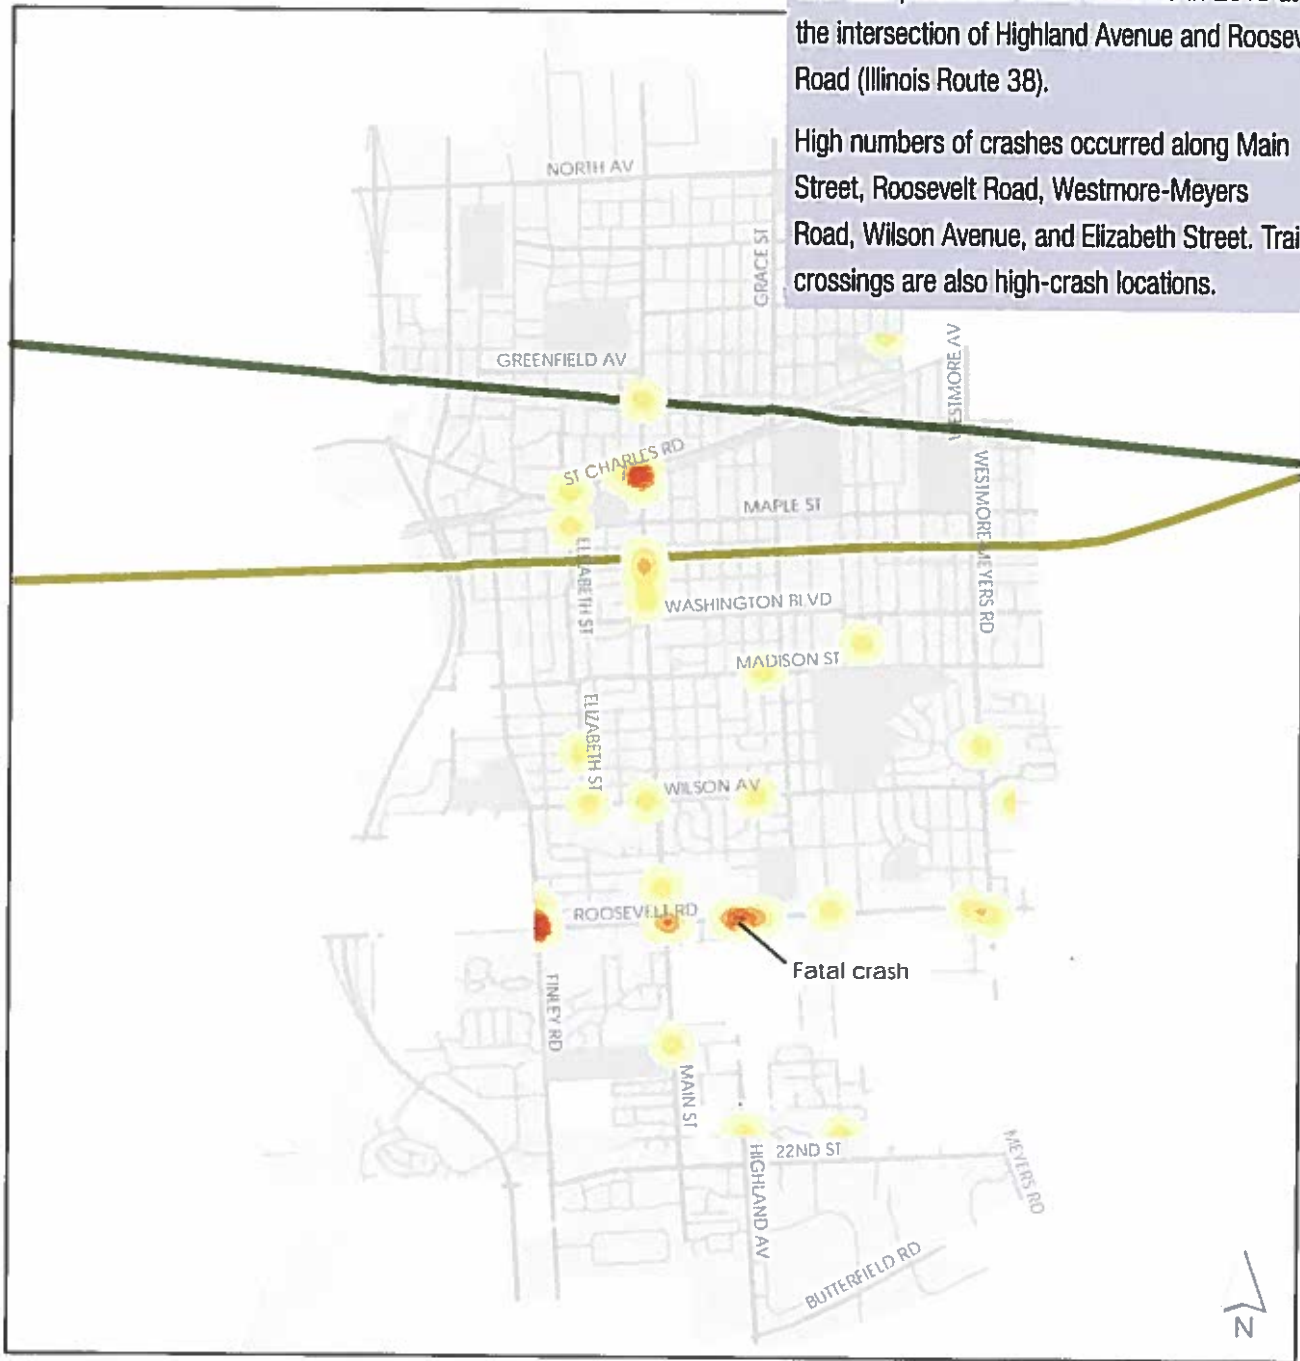 the intersection of Highland Avenue and
Road (Illinois Route 38).
High numbers of crashes occurred along Main
Street, Roosevelt Road, Westmore-Meyers
Road, Wilson Avenue, and Elizabeth Street.
crossings are also high-crash locations.
NORTH AV
GRACE ST
GREENFIELD AV
WESTMORE AV
ST CHARLES RD
MAPLE ST
WESTMORE-MEYERS RD
ELIZABETH ST
WASHINGTON BLVD
MADISON ST
ELIZABETH ST
WILSON AV
ROOSEVELT RD
Fatal crash
FINLEY RD
MAIN ST
22ND ST
HIGHLAND AV
MEYERS RD
BUTTERFIELD RD
N